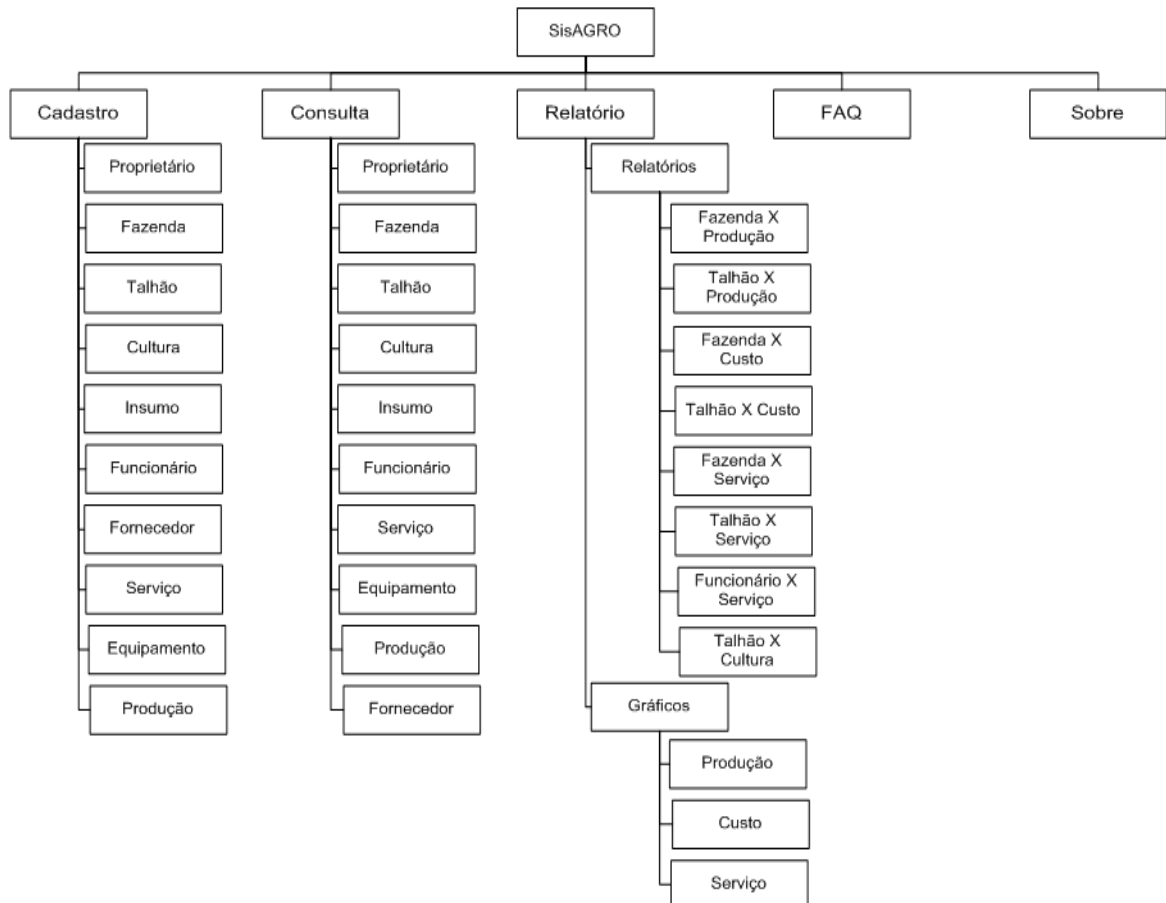 SisAGRO
Cadastro
Consulta
Relatório
FAQ
Sobre
Proprietário
Fazenda
Talhão
Cultura
Insumo
Funcionário
Fornecedor
Serviço
Equipamento
Produção
Proprietário
Fazenda
Talhão
Cultura
Insumo
Funcionário
Serviço
Equipamento
Produção
Fornecedor
Relatórios
Fazenda X
Produção
Talhão X
Produção
Fazenda X
Custo
Talhão X Custo
Fazenda X
Serviço
Talhão X
Serviço
Funcionário X
Serviço
Talhão X
Cultura
Gráficos
Produção
Custo
Serviço